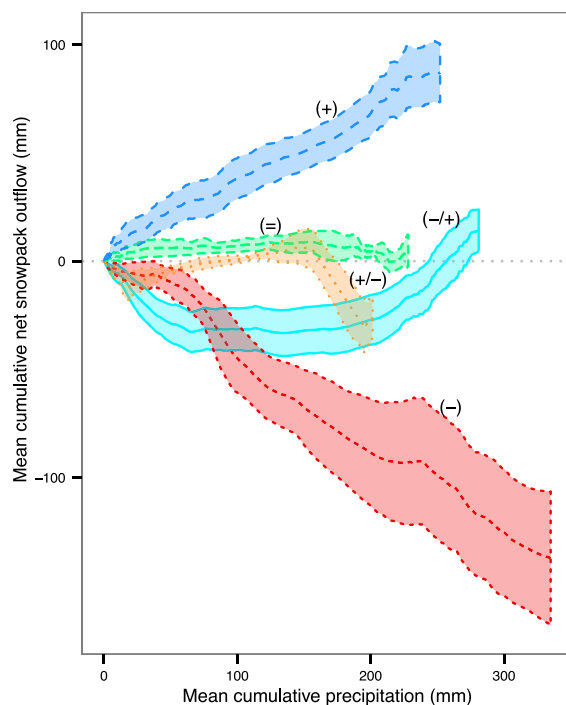 100
(+)
(=)
(−/+)
0
(+/−)
(−)
−100
0 100 200 300
Mean cumulative precipitation (mm)
Mean cumulative net snowpack outflow (mm)